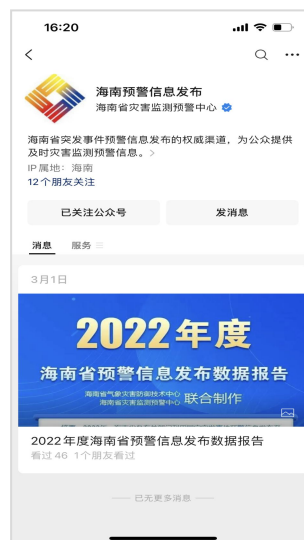 16:20
海南预警信息发布
海南省灾害监测预警中心
海南省突发事件预警信息发布的权威渠道，为公众提供
及时灾害监测预警信息。
IP属地：海南
12个朋友关注
已关注公众号
发消息
消息
服务
3月1日
2022年度
海南省预警信息发布数据报告
海南省气象灾害防御技术中心
海南省灾害监测预警中心
联合制作
2022年度海南省预警信息发布数据报告
看过46 1个朋友看过
已无更多消息